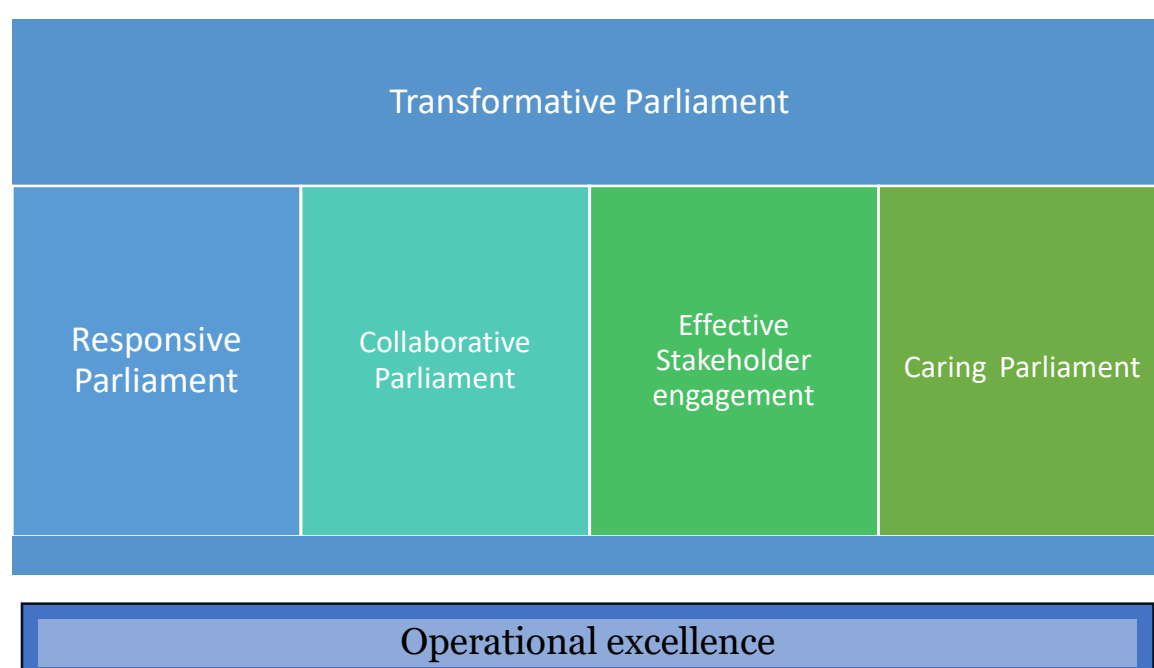 Transformative Parliament
Responsive
Parliament
Collaborative
Parliament
Effective
Stakeholder
engagement
Caring Parliament
Operational excellence